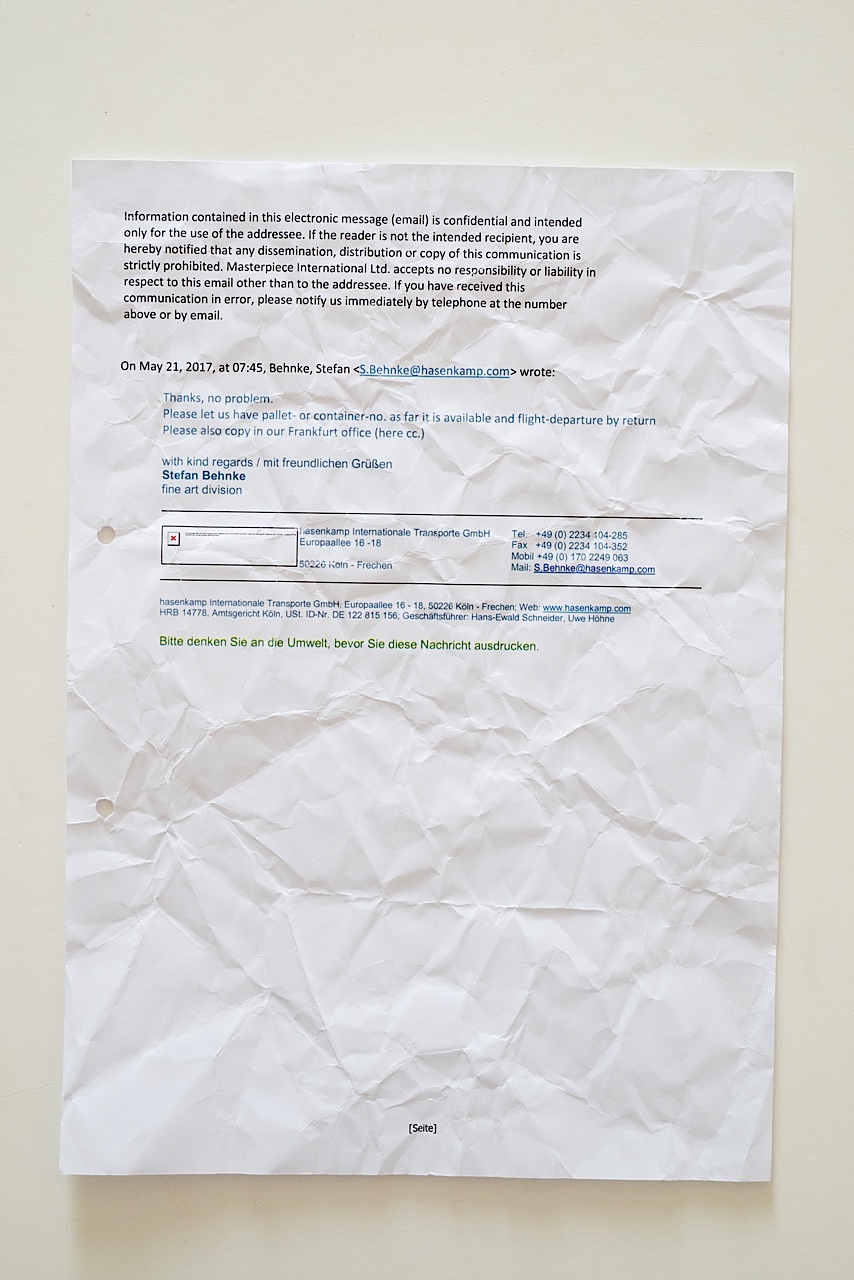 Information contained in this electronic message (email) is confidential and intended
only for the use of the addressee. If the reader is not the intended recipient, you are
hereby notified that any dissemination, distribution or copy of this communication is
strictly prohibited. Masterpiece International Ltd. accepts no responsibility or liability in
respect to this email other than to the addressee. If you have received this
communication in error, please notify us immediately by telephone at the number
above or by email.
On May 21, 2017, at 07:45, Behnke, Stefan <S.Behnke@hasenkamp.com> wrote:
Thanks, no problem.
Please let us have pallet- or container-no. as far it is available and flight-departure by return
Please also copy in our Frankfurt office (here cc.)
with kind regards / mit freundlichen Grüßen
Stefan Behnke
fine art division
hasenkamp Internationale Transporte GmbH
Europaallee 16 -18
50226 Köln - Frechen
Tel. +49 (0) 2234 104-285
Fax +49 (0) 2234 104-352
Mobil +49 (0) 170 2249 063
Mail: S.Behnke@hasenkamp.com
hasenkamp Internationale Transporte GmbH, Europaallee 16 - 18, 50226 Köln - Frechen; Web: www.hasenkamp.com
HRB 14778, Amtsgericht Köln, USt. ID-Nr. DE 122 815 156; Geschäftsführer: Hans-Ewald Schneider, Uwe Höhne
Bitte denken Sie an die Umwelt, bevor Sie diese Nachricht ausdrucken.
[Seite]